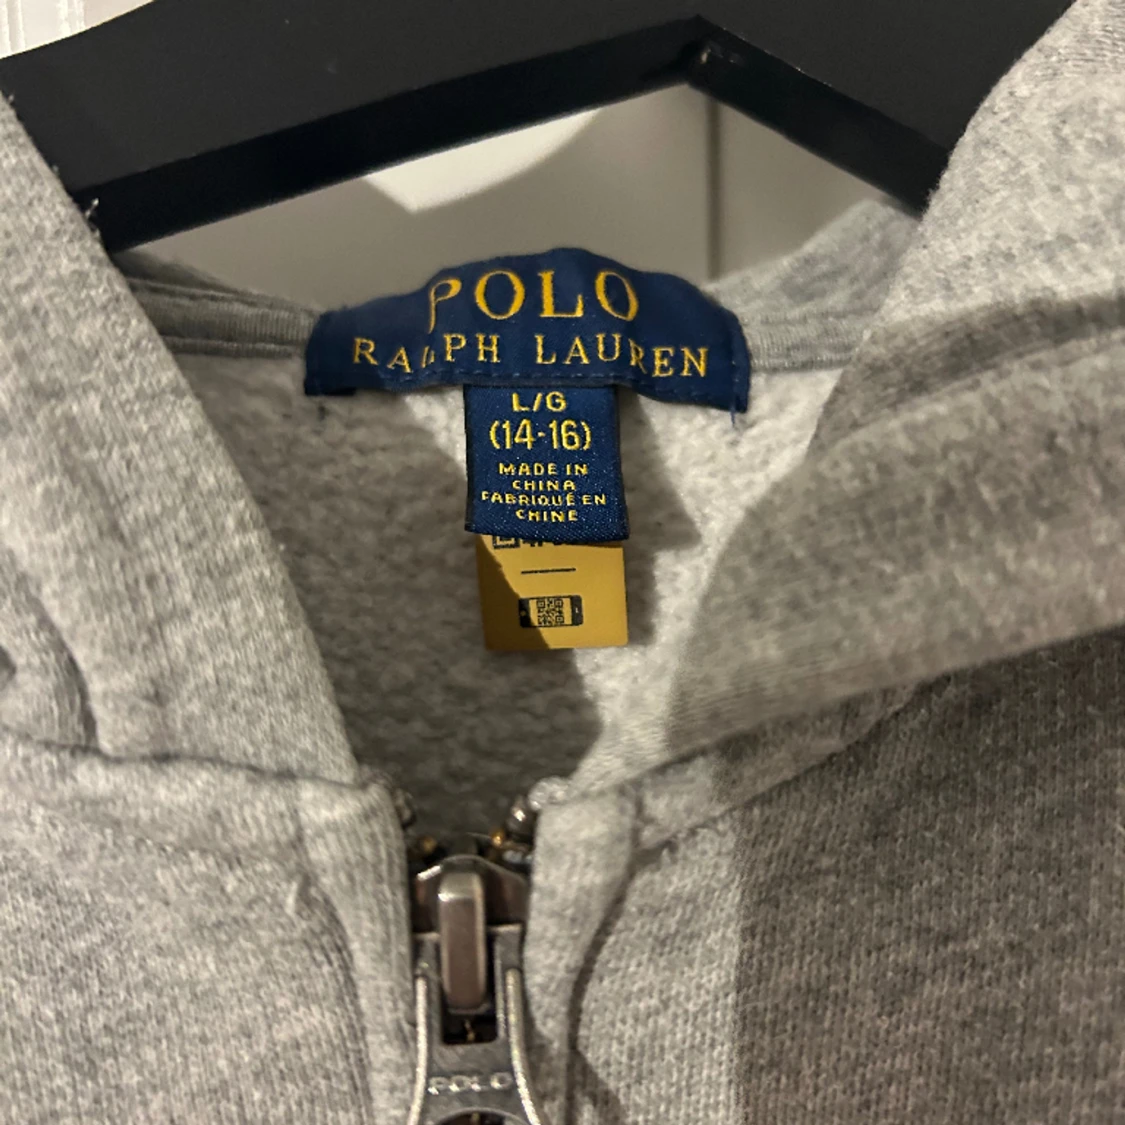 POLO
RALPH LAUREN
L/G
(14-16)
MADE IN
CHINA
FABRIQUÉ EN
CHINE
POLO